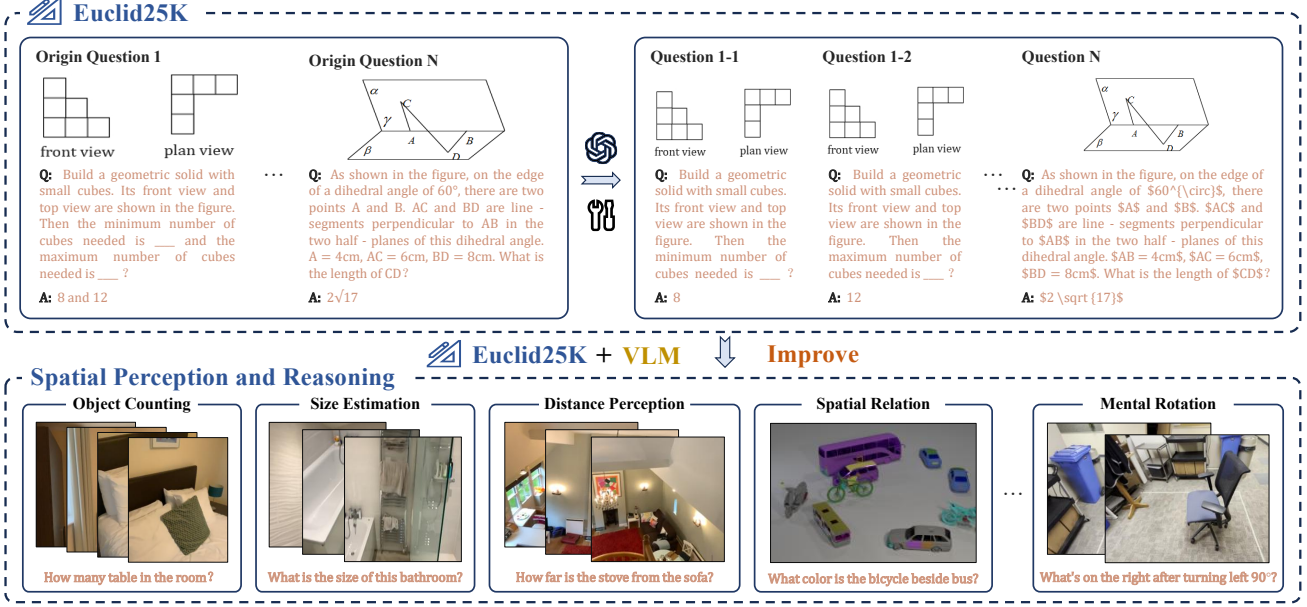 Euclid25K
Origin Question 1
front view
plan view
Q: Build a geometric solid with
small cubes. Its front view and
top view are shown in the figure.
Then the minimum number of
cubes needed is ___ and the
maximum number of cubes
needed is ___ ?
A: 8 and 12
...
Origin Question N
α
C
γ
A
B
β
D
Q: As shown in the figure, on the edge
of a dihedral angle of 60°, there are two
points A and B. AC and BD are line -
segments perpendicular to AB in the
two half - planes of this dihedral angle.
A = 4cm, AC = 6cm, BD = 8cm. What is
the length of CD?
A: 2√17
Question 1-1
front view
plan view
Q: Build a geometric
solid with small cubes.
Its front view and top
view are shown in the
figure. Then the
minimum number of
cubes needed is ___ ?
A: 8
Question 1-2
front view
plan view
Q: Build a geometric
solid with small cubes.
Its front view and top
view are shown in the
figure. Then the
maximum number of
cubes needed is ___ ?
A: 12
... ...
Question N
α
C
γ
A
B
β
D
Q: As shown in the figure, on the edge of
a dihedral angle of $60^{\circ}$, there
are two points $A$ and $B$. $AC$ and
$BD$ are line - segments perpendicular
to $AB$ in the two half - planes of this
dihedral angle. $AB = 4cm$, $AC = 6cm$,
$BD = 8cm$. What is the length of $CD$?
A: $2 \sqrt {17}$
Euclid25K + VLM
Improve
Spatial Perception and Reasoning
Object Counting
How many table in the room?
Size Estimation
What is the size of this bathroom?
Distance Perception
How far is the stove from the sofa?
Spatial Relation
What color is the bicycle beside bus?
...
Mental Rotation
What's on the right after turning left 90°?